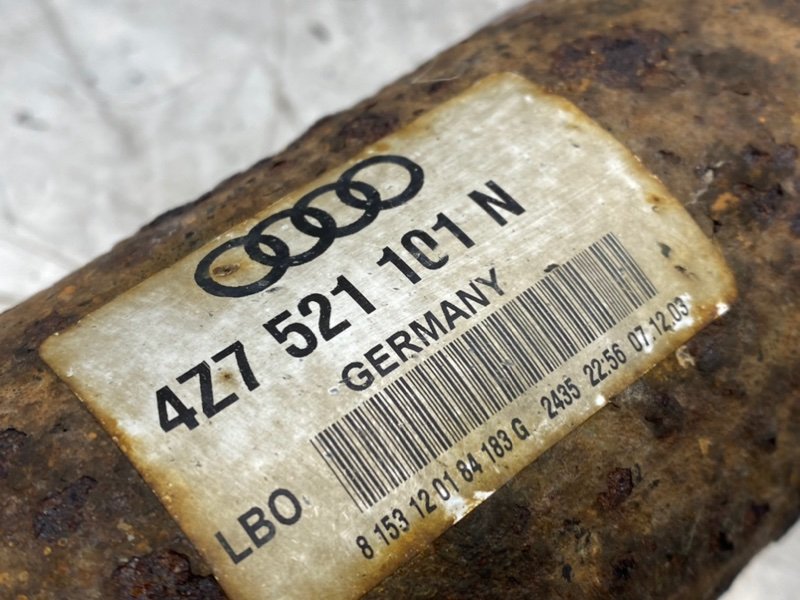 4Z7 521 101 N
GERMANY
LBO
8 153 12 01 84 183 G 2435 22:56 07.12.03